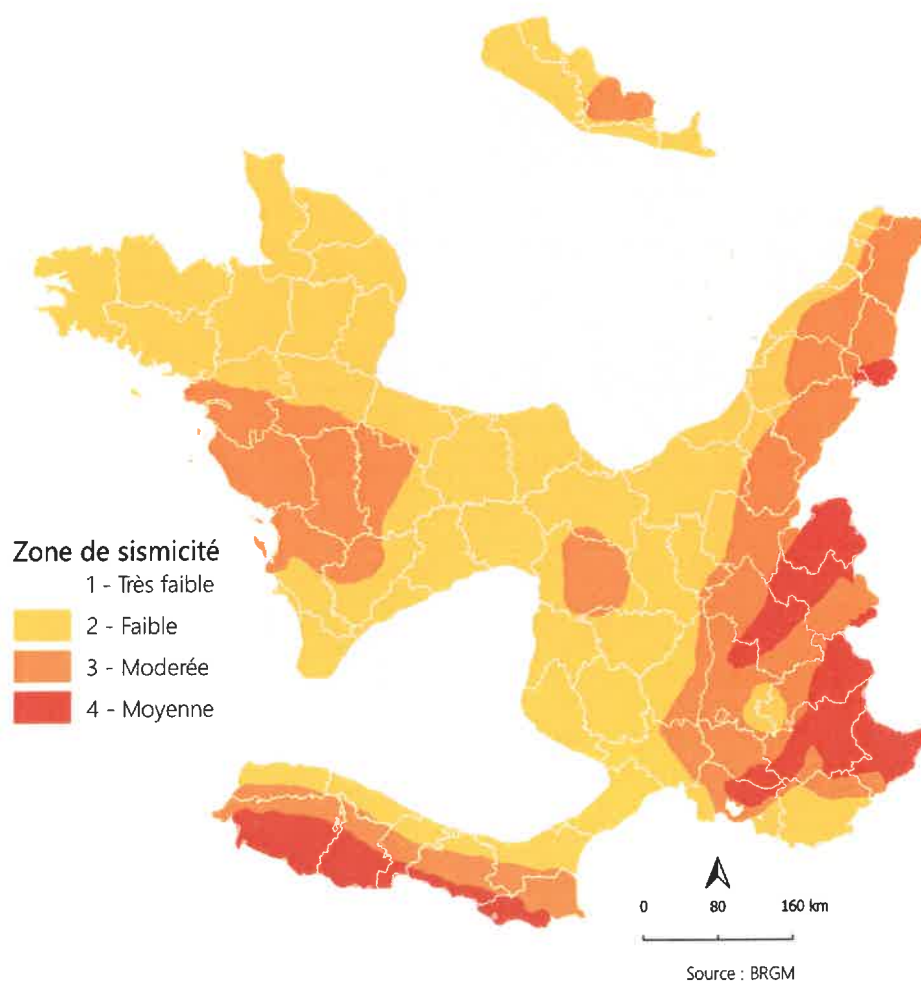 Zone de sismicité
1 - Très faible
2 - Faible
3 - Moderée
4 - Moyenne
0 80 160 km
Source : BRGM